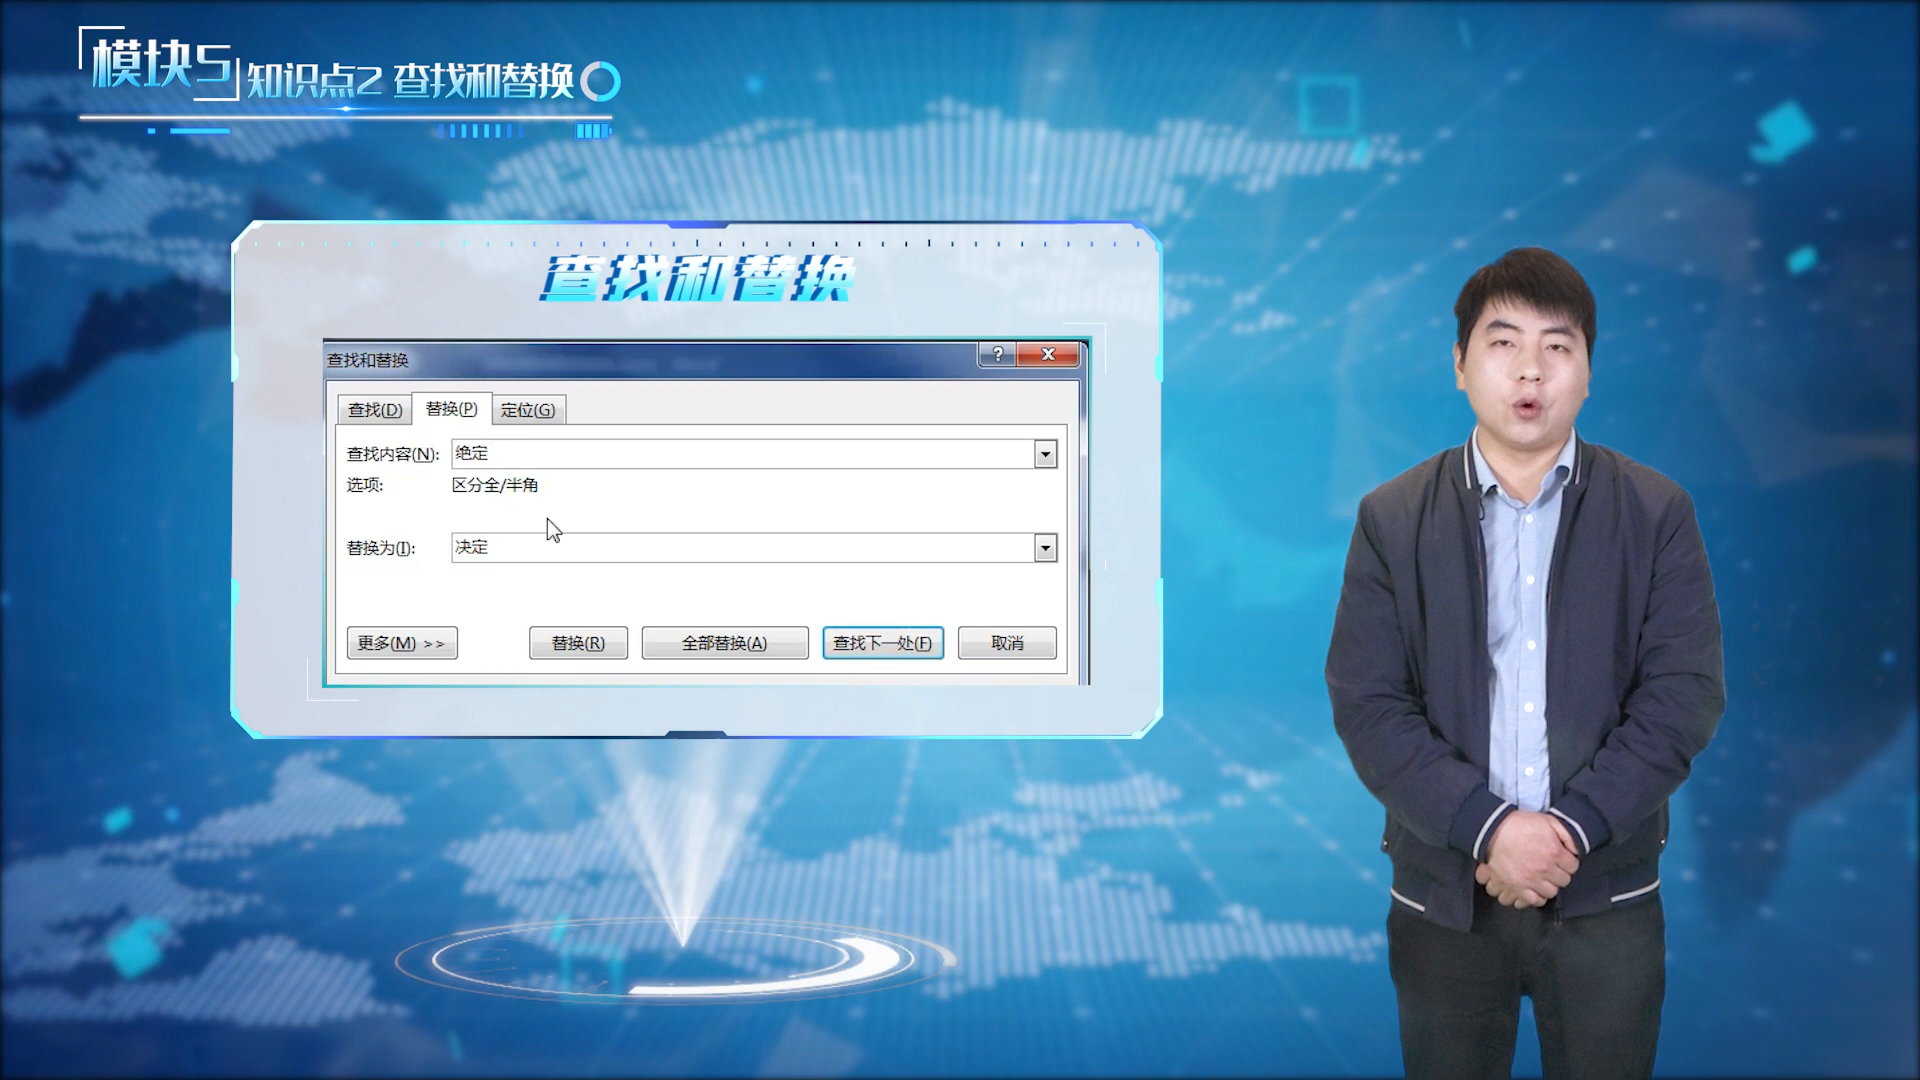 模块5 知识点2 查找和替换
查找和替换
查找和替换
?
X
查找(D) 替换(P) 定位(G)
查找内容(N): 绝定
选项: 区分全/半角
替换为(I): 决定
更多(M) >> 替换(R) 全部替换(A) 查找下一处(F) 取消